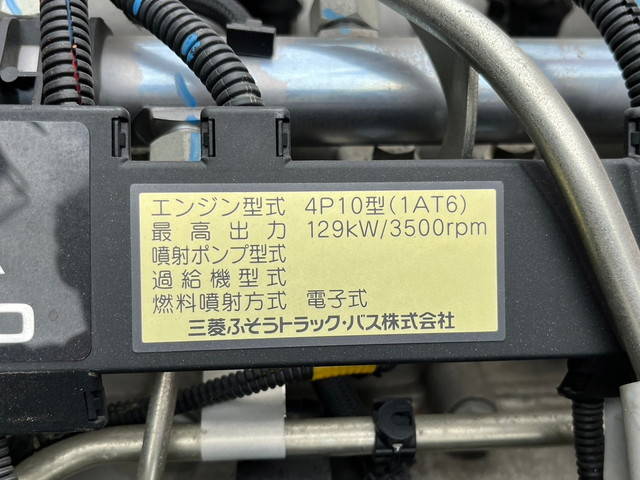 エンジン型式 4P10型(1AT6)
最高出力 129kW/3500rpm
噴射ポンプ型式
過給機型式
燃料噴射方式 電子式
三菱ふそうトラック・バス株式会社